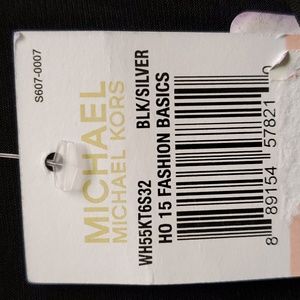 S607-0007
MICHAEL
MICHAEL KORS
WH55KT6S32 BLK/SILVER
HO 15 FASHION BASICS
8 89154 57821 0